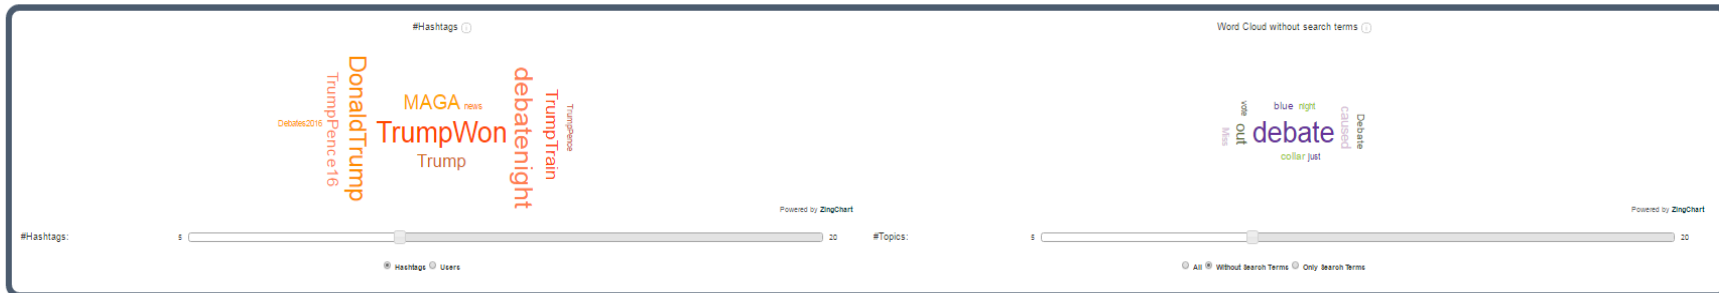 #Hashtags
Debates2016
TrumpPence16
DonaldTrump
MAGA news
TrumpWon
Trump
debatenight
TrumpTrain
TrumpPence
Powered by ZingChart
#Hashtags: 5 20
Hashtags Users
Word Cloud without search terms
Miss
vote
out
blue night
debate
collar just
caused
Debate
Powered by ZingChart
#Topics: 5 20
All Without Search Terms Only Search Terms